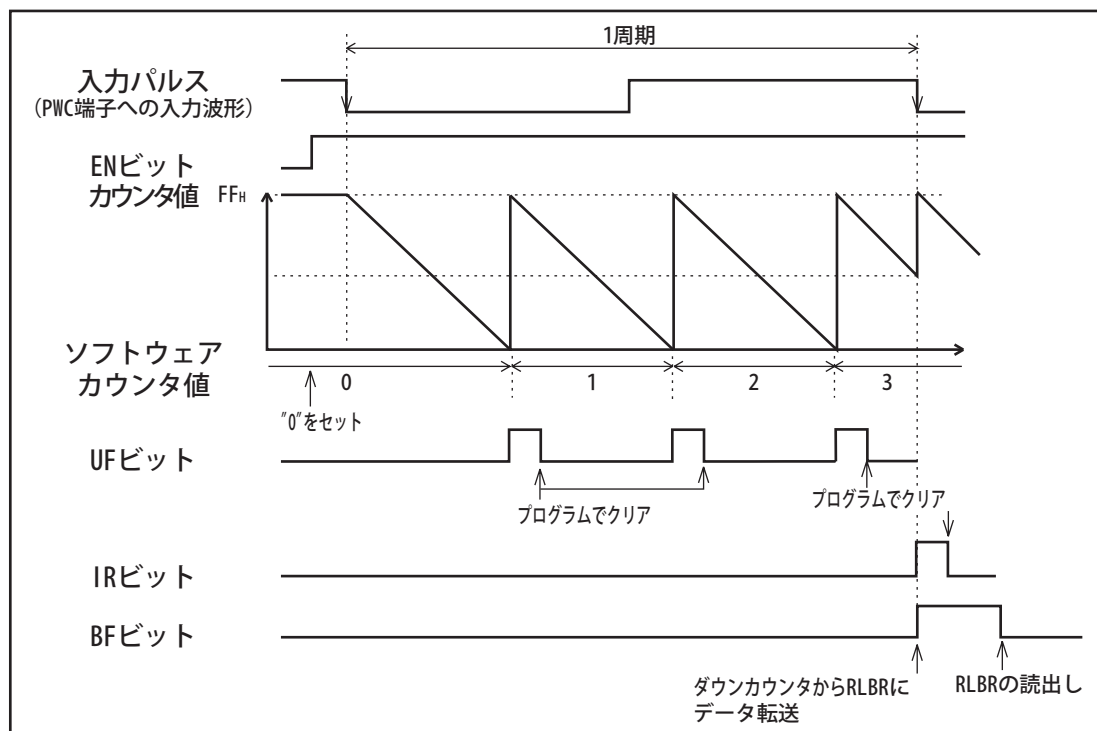 1周期
入力パルス
(PWC端子への入力波形)
ENビット
カウンタ値 FFH
ソフトウェア
カウンタ値
0 1 2 3
"0"をセット
UFビット
プログラムでクリア
プログラムでクリア
IRビット
BFビット
ダウンカウンタからRLBRに
データ転送
RLBRの読出し